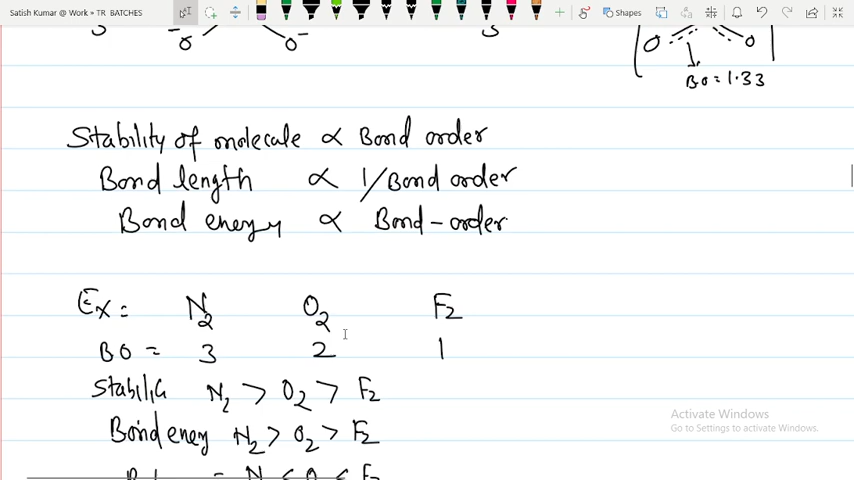 Satish Kumar @ Work » TR BATCHES
Shapes
O⁻ O⁻
O O
BO = 1.33
Stability of molecule ∝ Bond order
Bond length ∝ 1/Bond order
Bond energy ∝ Bond-order
Ex = N₂ O₂ F₂
BO = 3 2 1
N₂ > O₂ > F₂
Bond enegy N₂ > O₂ > F₂
Activate Windows
Go to Settings to activate Windows.